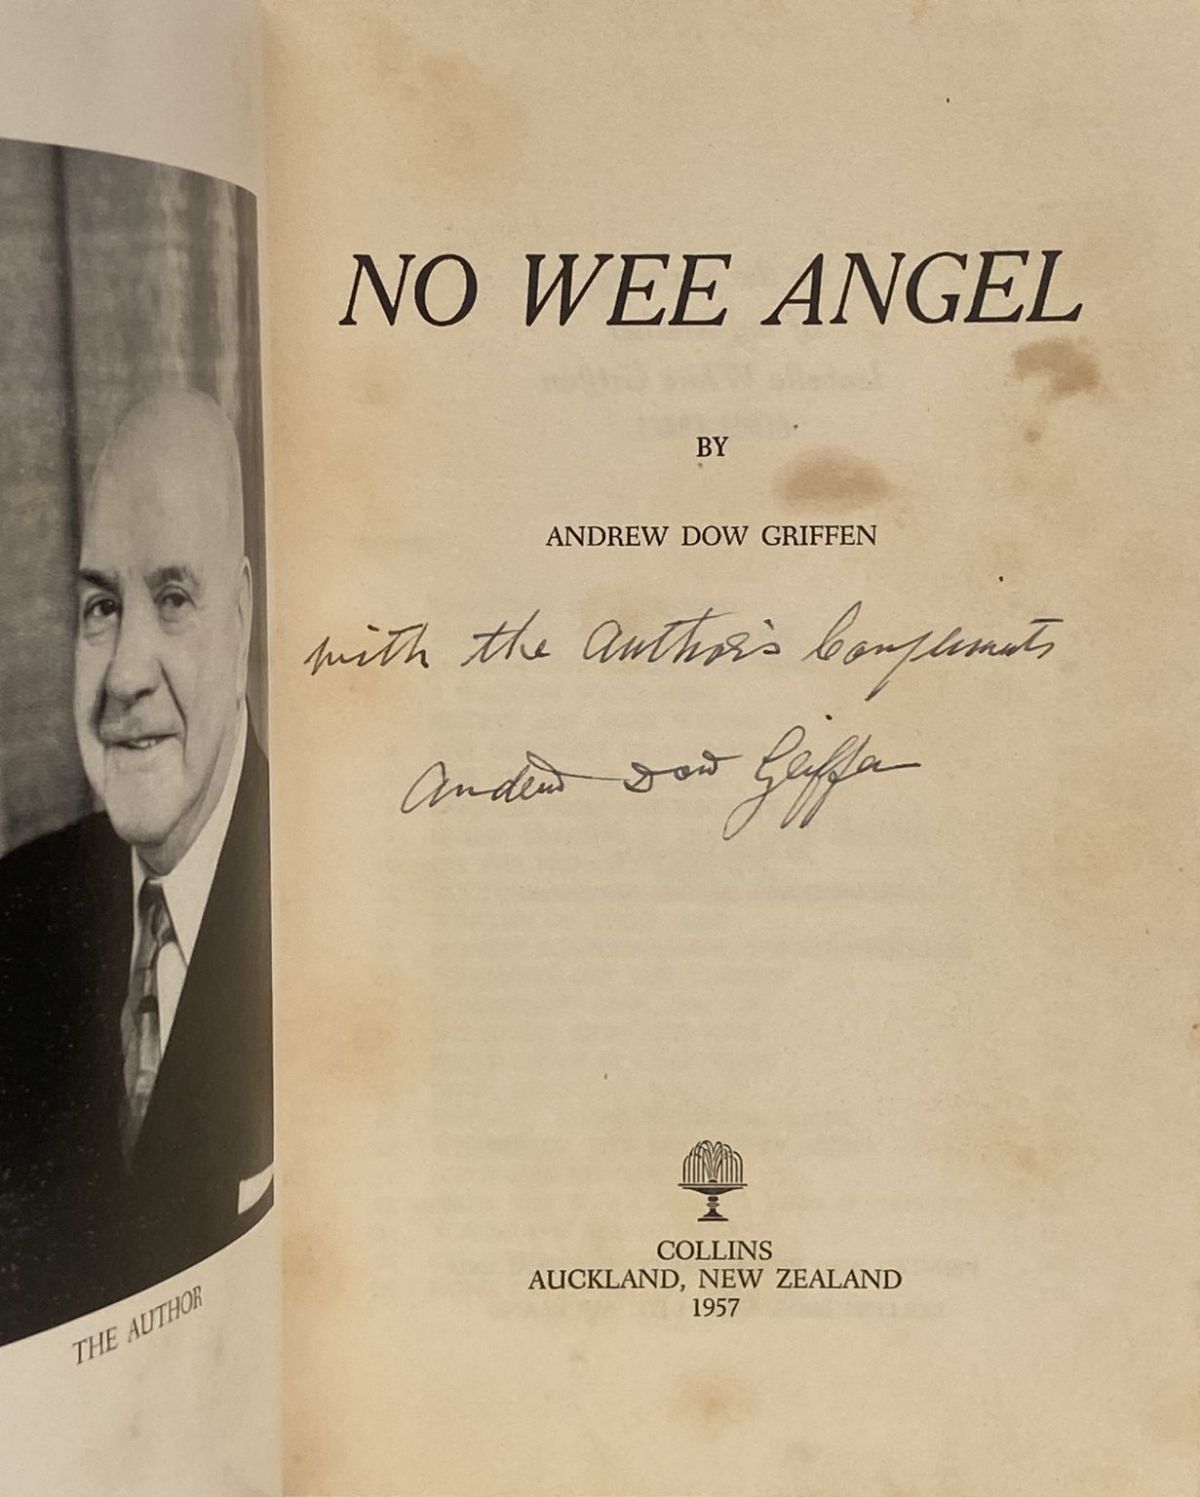 NO WEE ANGEL
BY
ANDREW DOW GRIFFEN
with the Author's Compliments
Andrew Dow Griffen
COLLINS
AUCKLAND, NEW ZEALAND
1957
THE AUTHOR